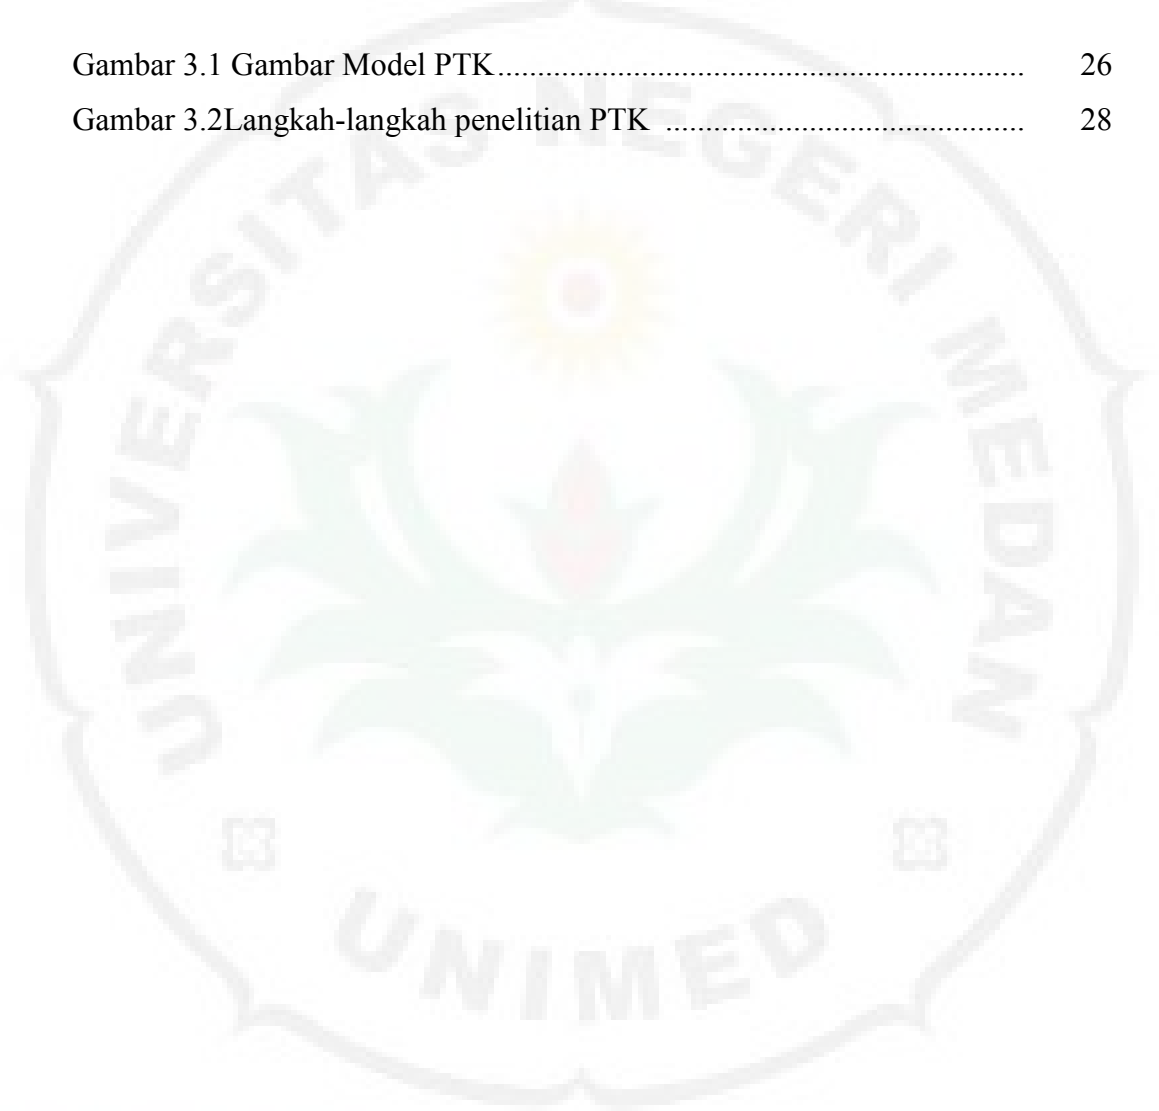 Gambar 3.1 Gambar Model PTK................................................................. 26
Gambar 3.2Langkah-langkah penelitian PTK ............................................ 28
UNIVERSITAS NEGERI MEDAN
UNIMED